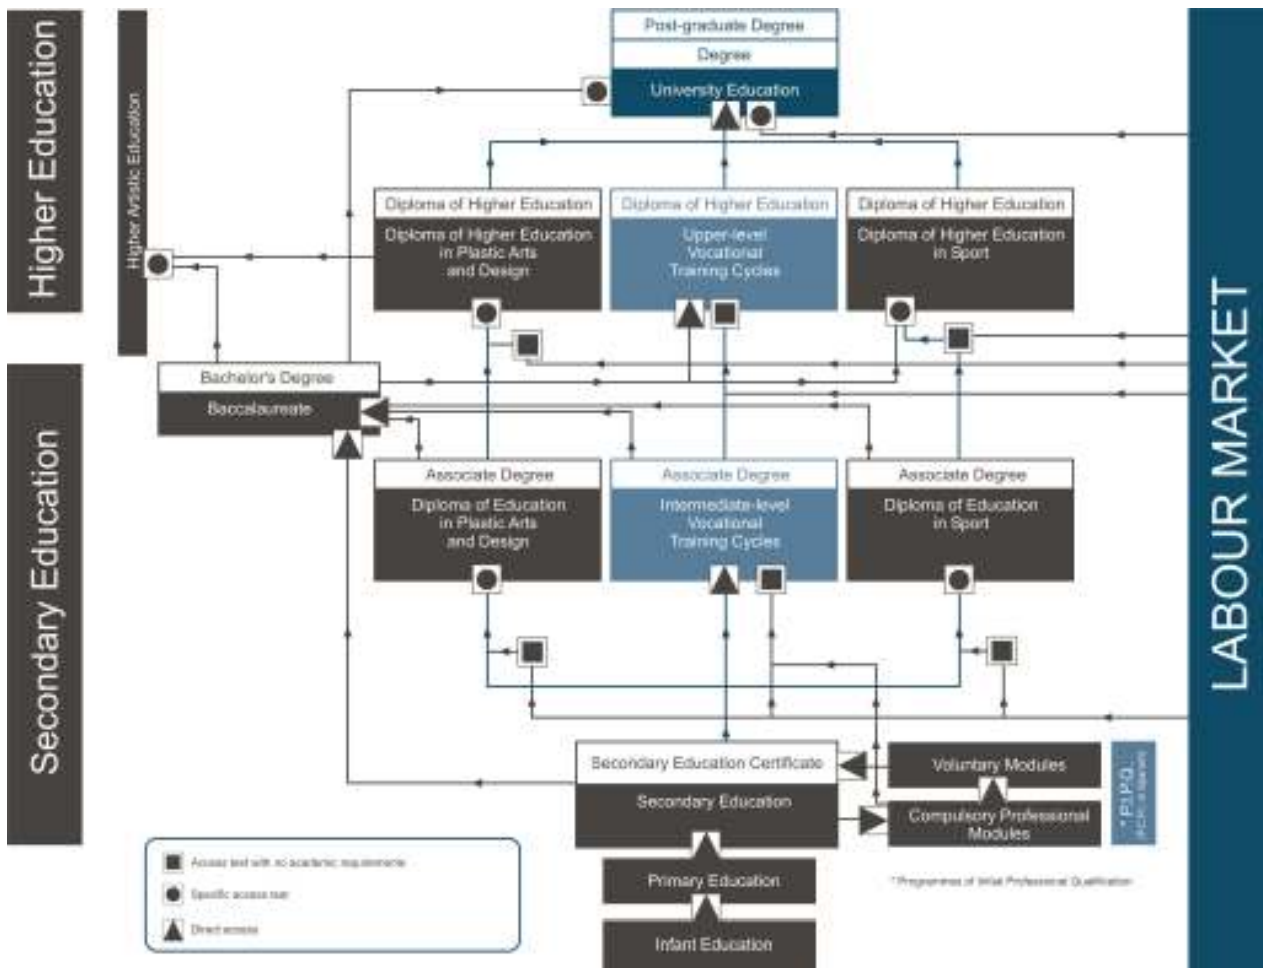 Higher Education
Higher Artistic Education
Post-graduate Degree
Degree
University Education
Diploma of Higher Education
Diploma of Higher Education
in Plastic Arts
and Design
Diploma of Higher Education
Upper-level
Vocational
Training Cycles
Diploma of Higher Education
Diploma of Higher Education
in Sport
LABOUR MARKET
Secondary Education
Bachelor's Degree
Baccalaureate
Associate Degree
Diploma of Education
in Plastic Arts
and Design
Associate Degree
Intermediate-level
Vocational
Training Cycles
Associate Degree
Diploma of Education
in Sport
Secondary Education Certificate
Secondary Education
Voluntary Modules
Compulsory Professional
Modules
* P.I.P.Q.
Primary Education
Infant Education
* Programmes of Initial Professional Qualification
Access test with no academic requirements
Specific access test
Direct access